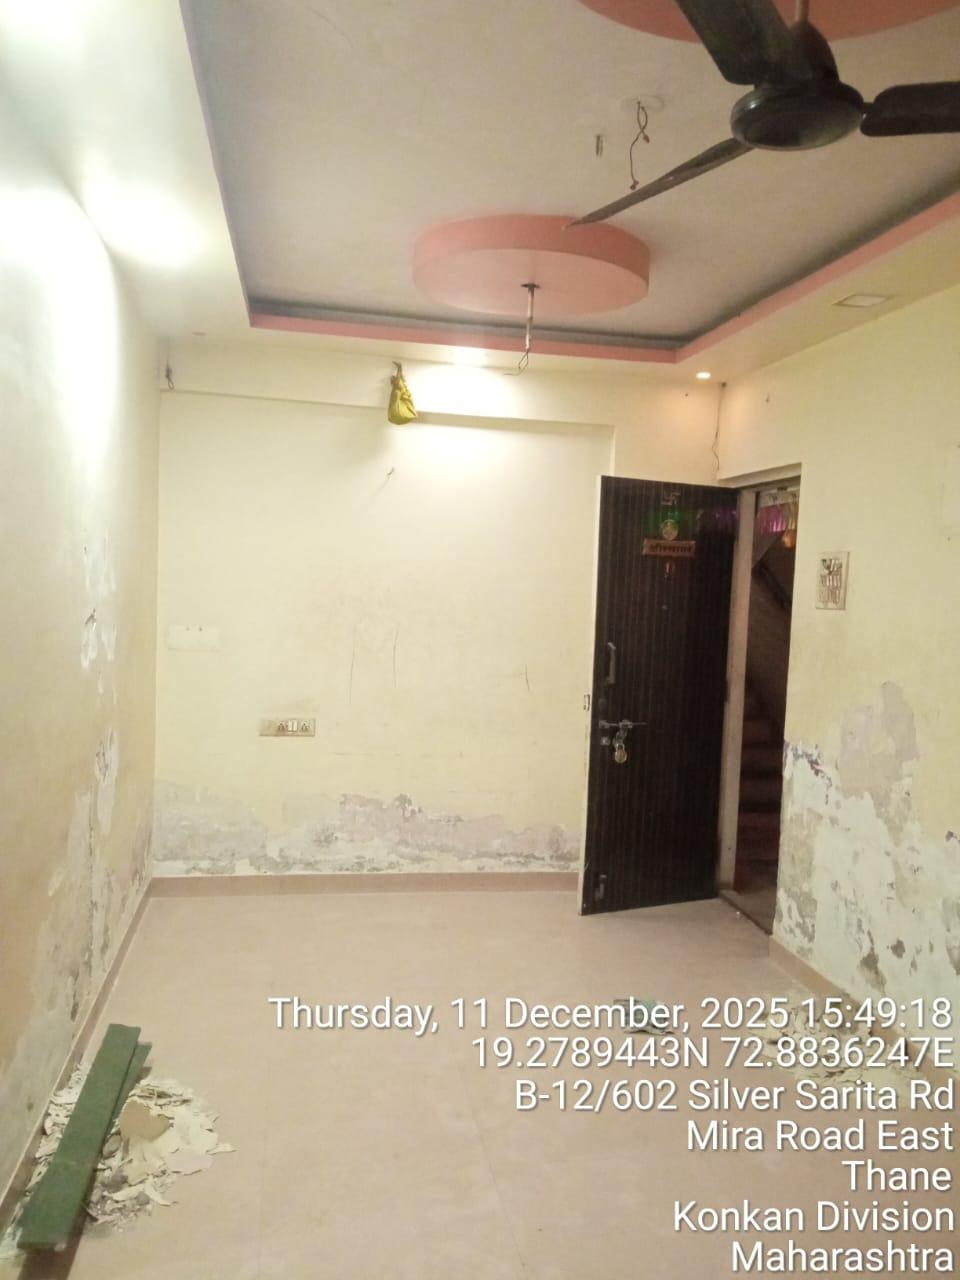 Thursday, 11 December, 2025 15:49:18
19.2789443N 72.8836247E
B-12/602 Silver Sarita Rd
Mira Road East
Thane
Konkan Division
Maharashtra